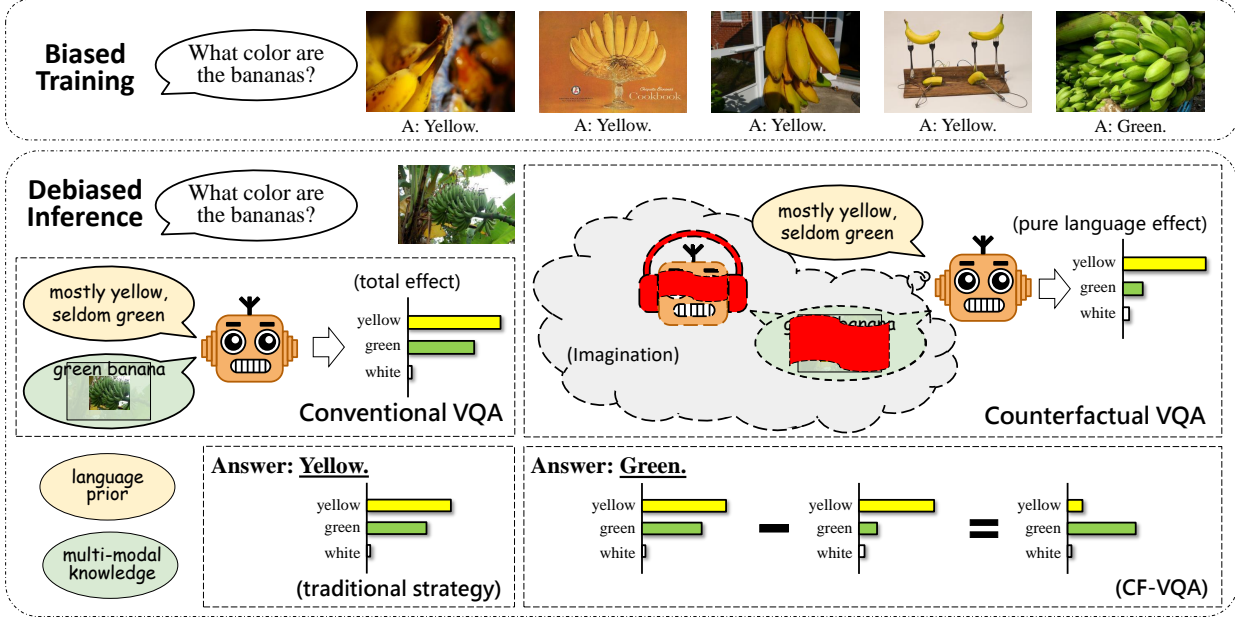 Biased
Training
What color are
the bananas?
Cookbook
A: Yellow.
A: Yellow.
A: Yellow.
A: Yellow.
A: Green.
Debiased
Inference
What color are
the bananas?
mostly yellow,
seldom green
green banana
(total effect)
yellow
green
white
Conventional VQA
mostly yellow,
seldom green
(Imagination)
banana
(pure language effect)
yellow
green
white
Counterfactual VQA
language
prior
multi-modal
knowledge
Answer: Yellow.
yellow
green
white
(traditional strategy)
Answer: Green.
yellow
green
white
-
yellow
green
white
=
yellow
green
white
(CF-VQA)